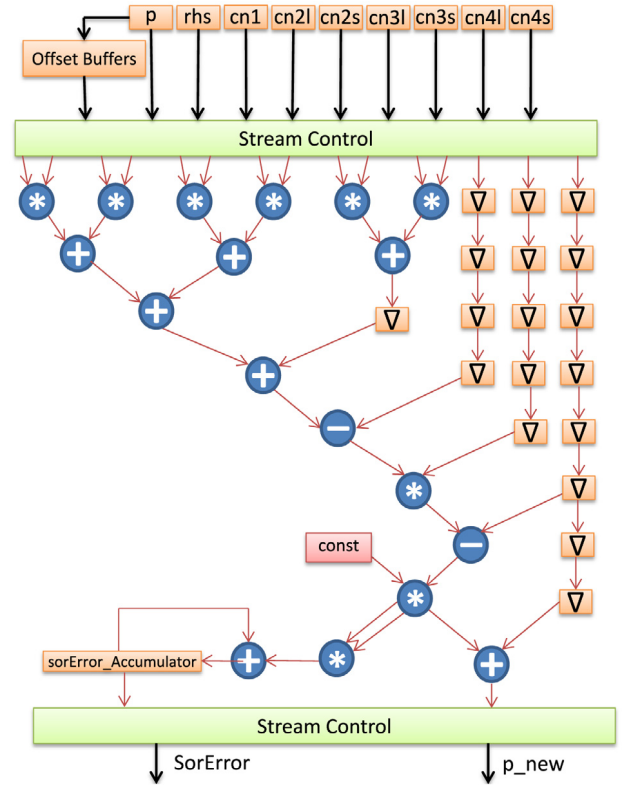 p rhs cn1 cn2l cn2s cn3l cn3s cn4l cn4s
Offset Buffers
Stream Control
* * * * * * ∇ ∇ ∇
+ + + ∇ ∇ ∇
+ ∇ ∇ ∇ ∇
+ ∇ ∇ ∇
− ∇ ∇
* ∇
const − ∇
* ∇
sorError_Accumulator + * +
Stream Control
SorError p_new